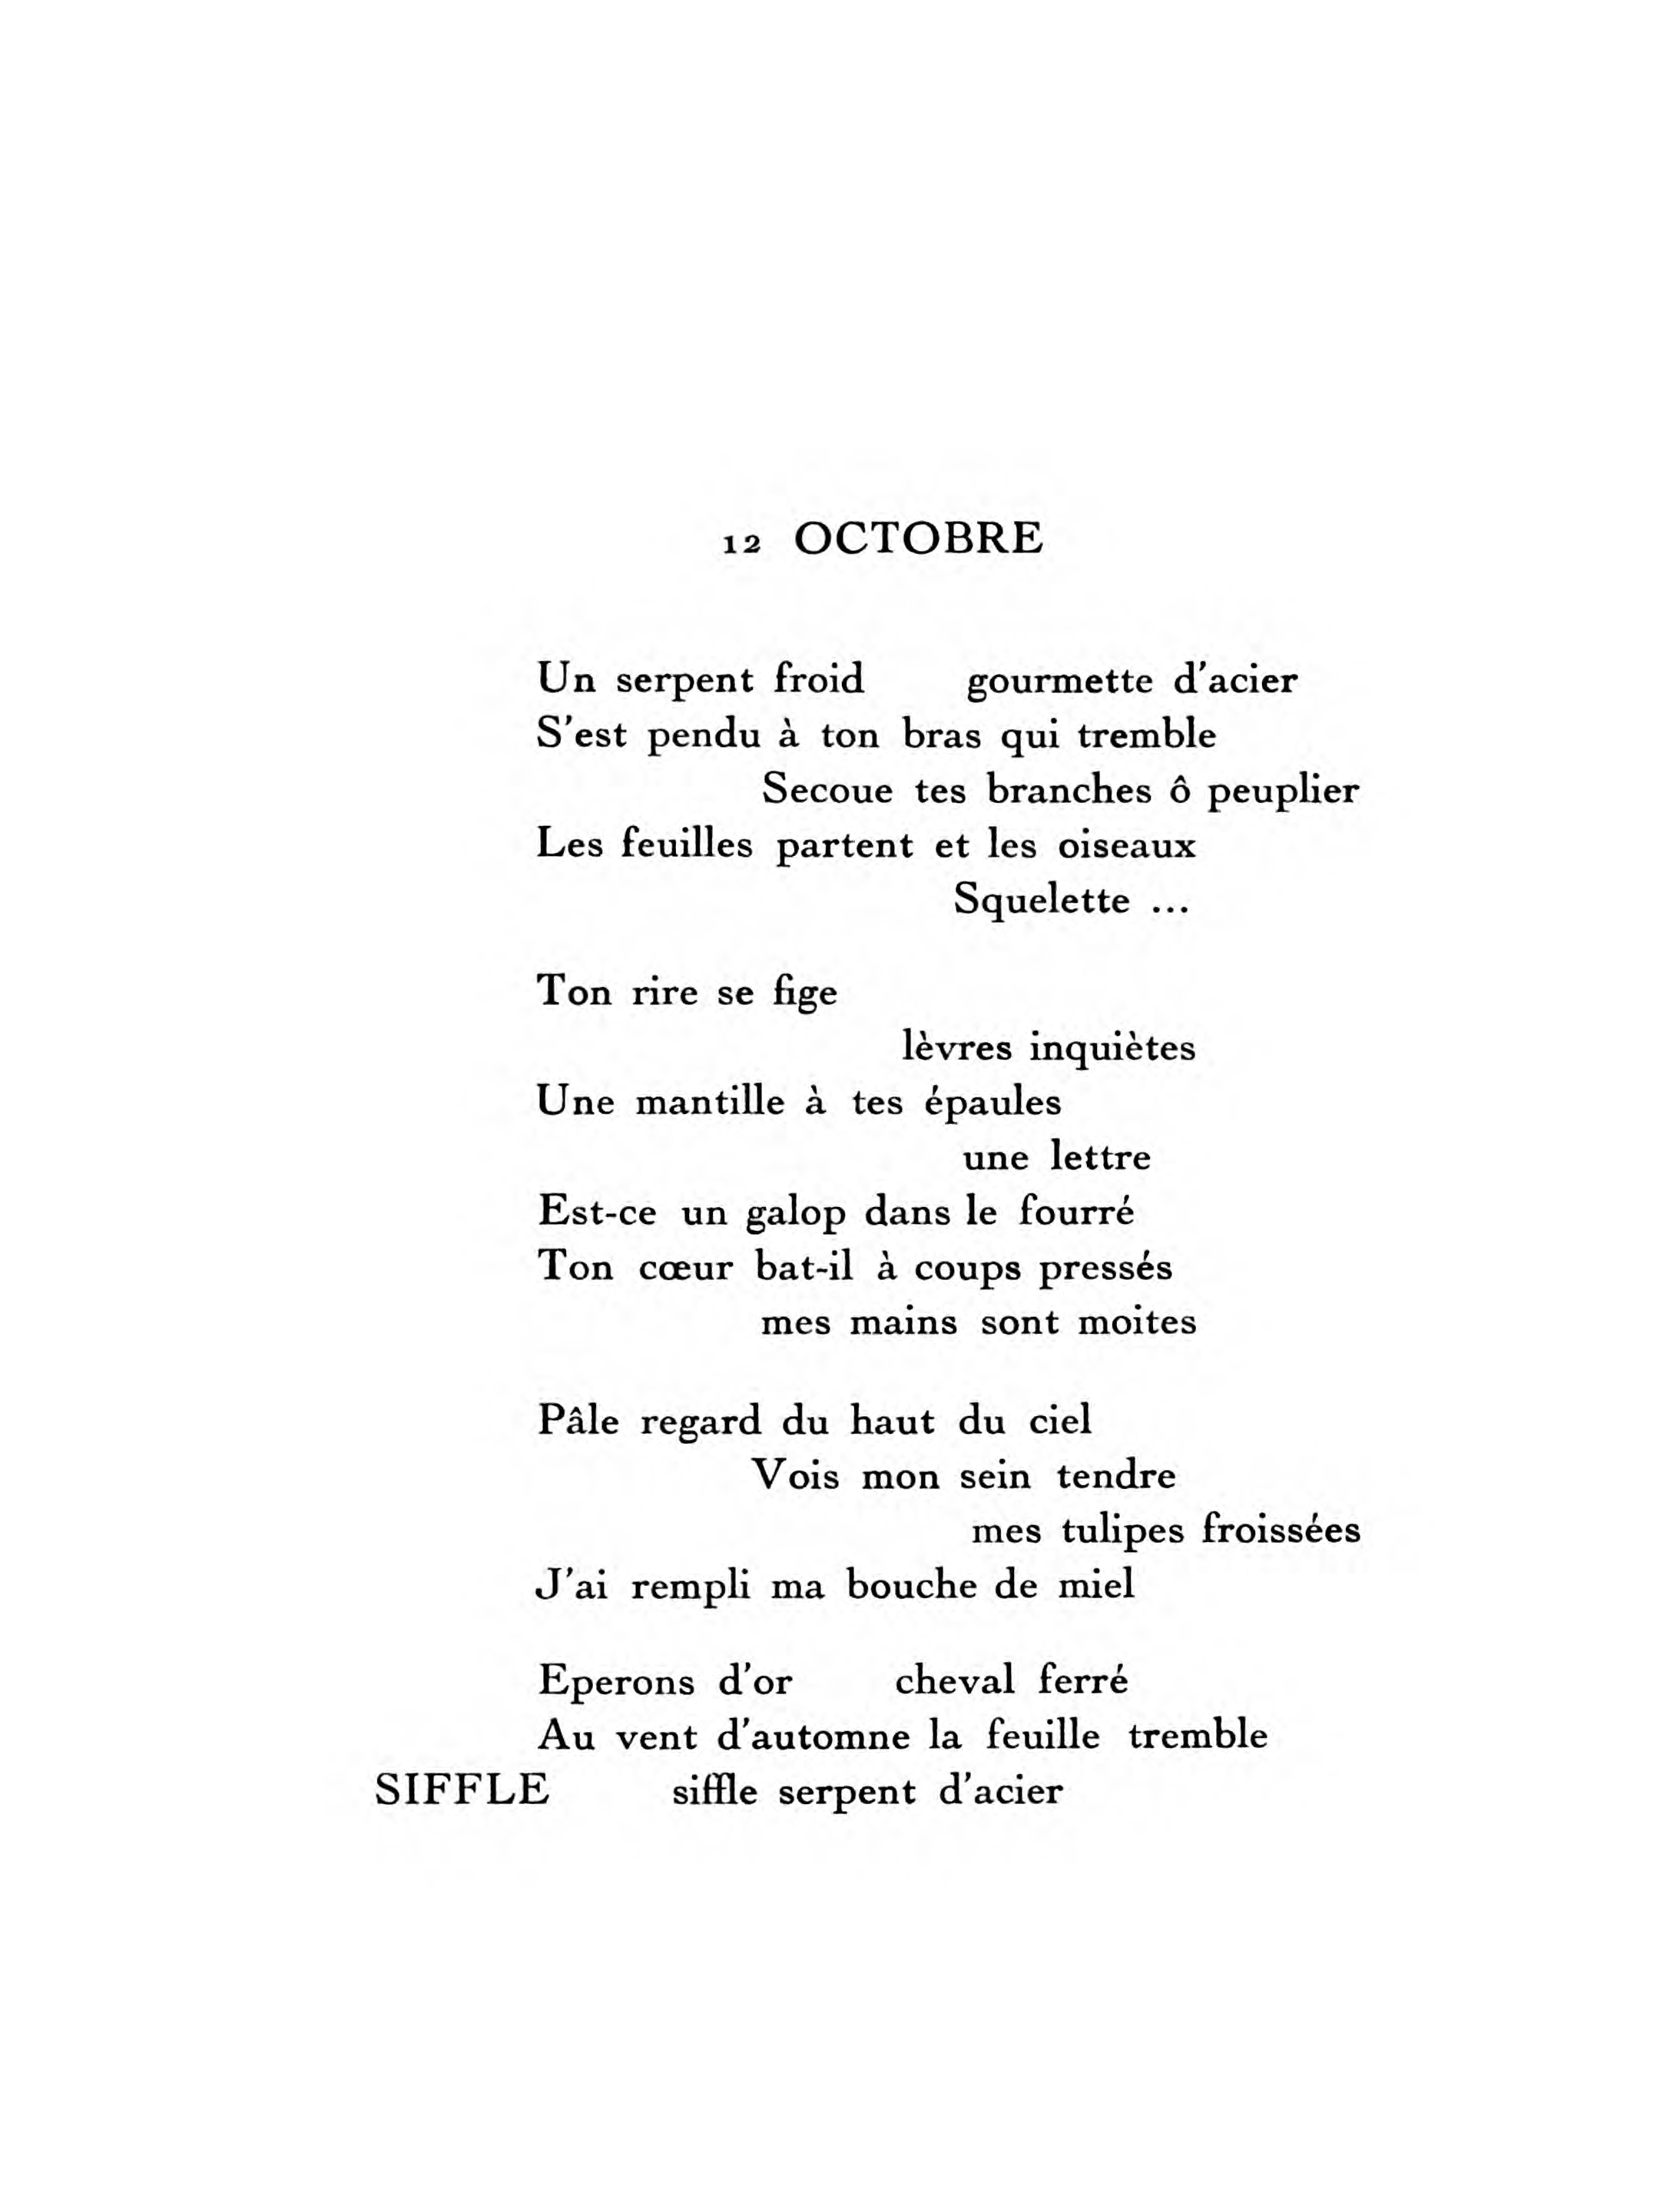 12 OCTOBRE
Un serpent froid gourmette d'acier
S'est pendu à ton bras qui tremble
Secoue tes branches ô peuplier
Les feuilles partent et les oiseaux
Squelette ...
Ton rire se fige
lèvres inquiètes
Une mantille à tes épaules
une lettre
Est-ce un galop dans le fourré
Ton cœur bat-il à coups pressés
mes mains sont moites
Pâle regard du haut du ciel
Vois mon sein tendre
mes tulipes froissées
J'ai rempli ma bouche de miel
Eperons d'or cheval ferré
Au vent d'automne la feuille tremble
SIFFLE siffle serpent d'acier